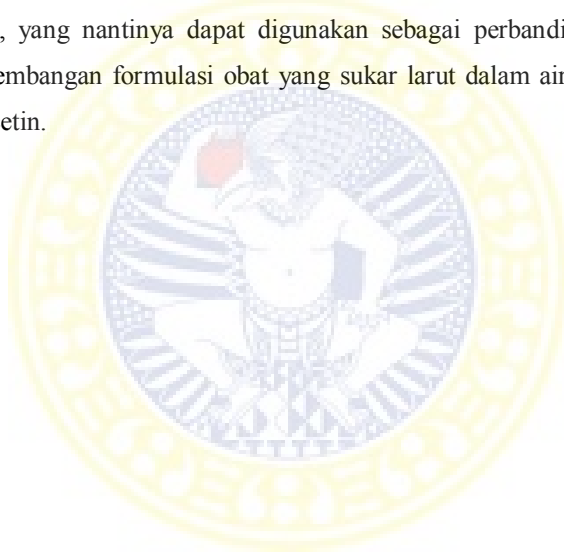 , yang nantinya dapat digunakan sebagai perbandi
embangan formulasi obat yang sukar larut dalam air
etin.